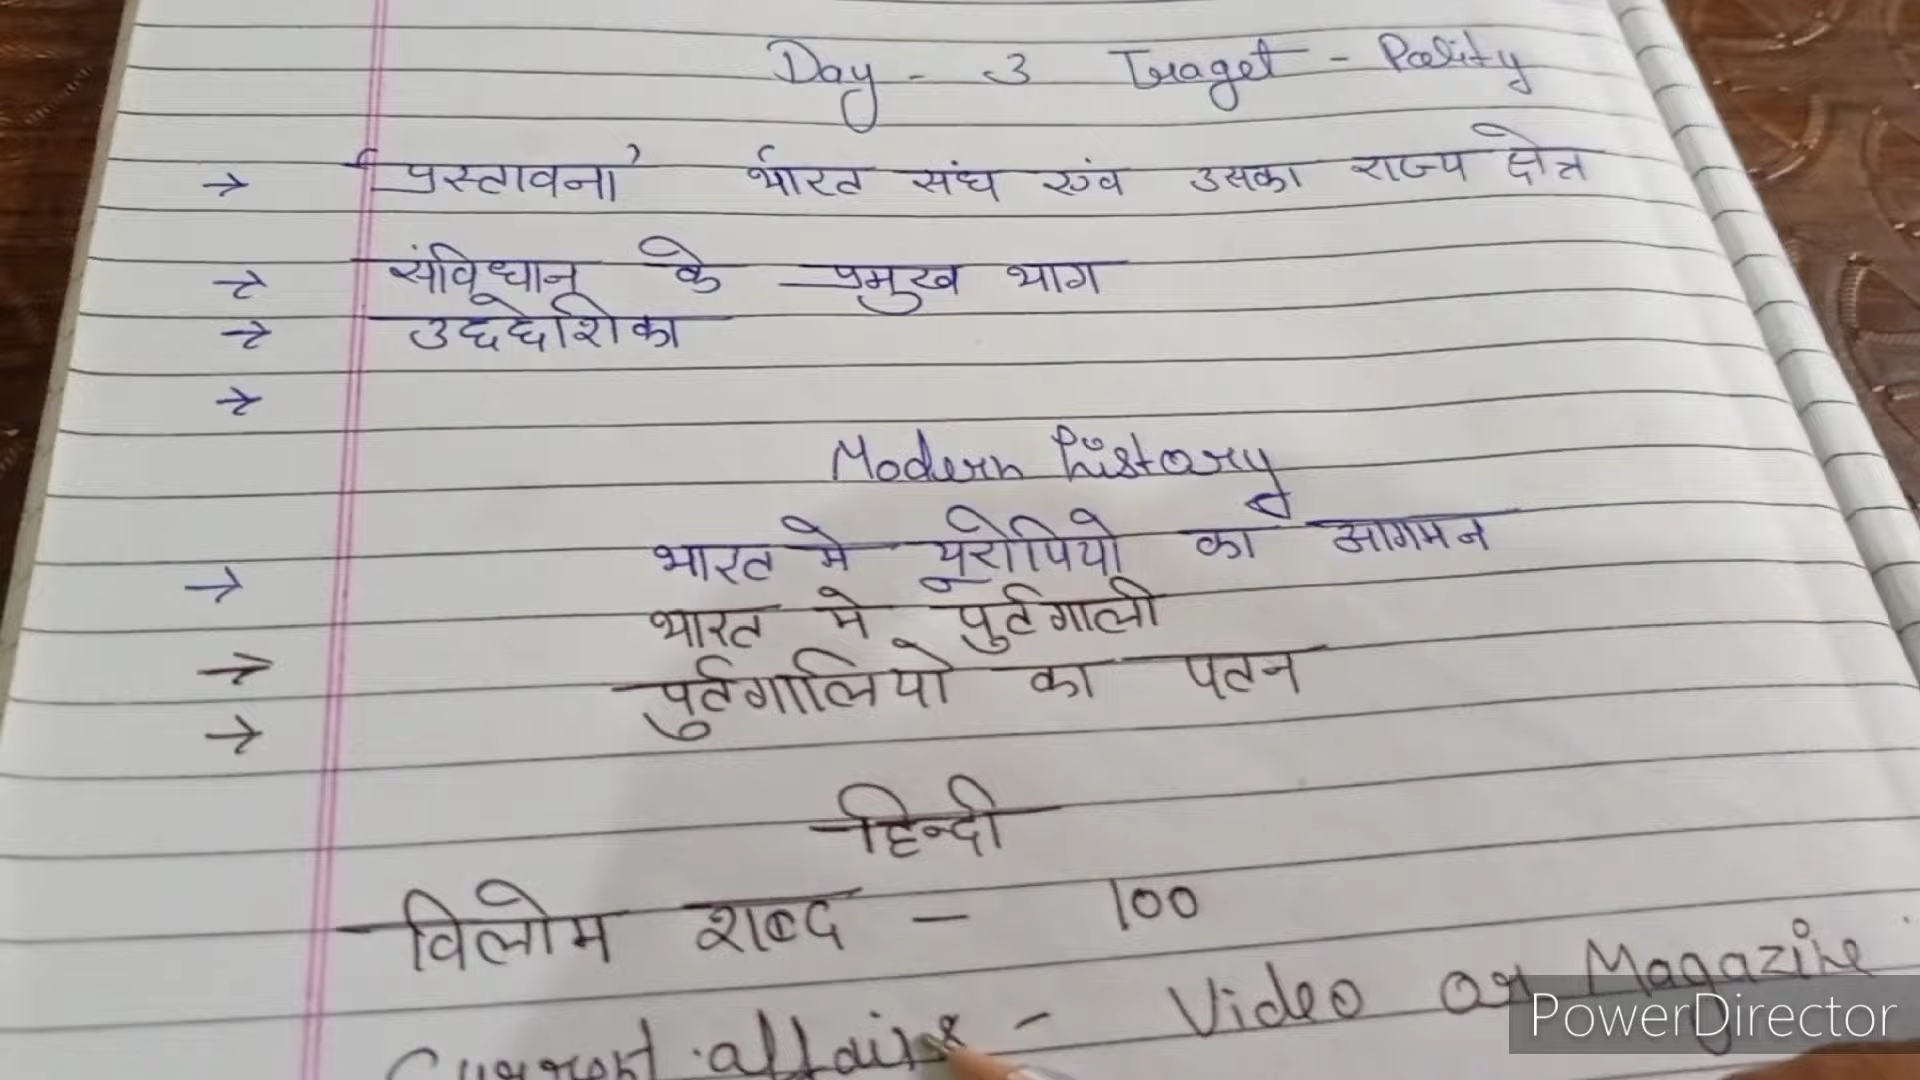 Day - 3 Traget - Polity
→ प्रस्तावना भारत संघ एंव उसका राज्य क्षेत्र
→ संविधान के प्रमुख भाग
→ उद्देशिका
→
Modern history
→ भारत मे यूरोपियो का आगमन
→ भारत मे पुर्तगाली
→ पुर्तगालियो का पतन
हिन्दी
विलोम शब्द - 100
Current affairs - Video or Magazine
PowerDirector